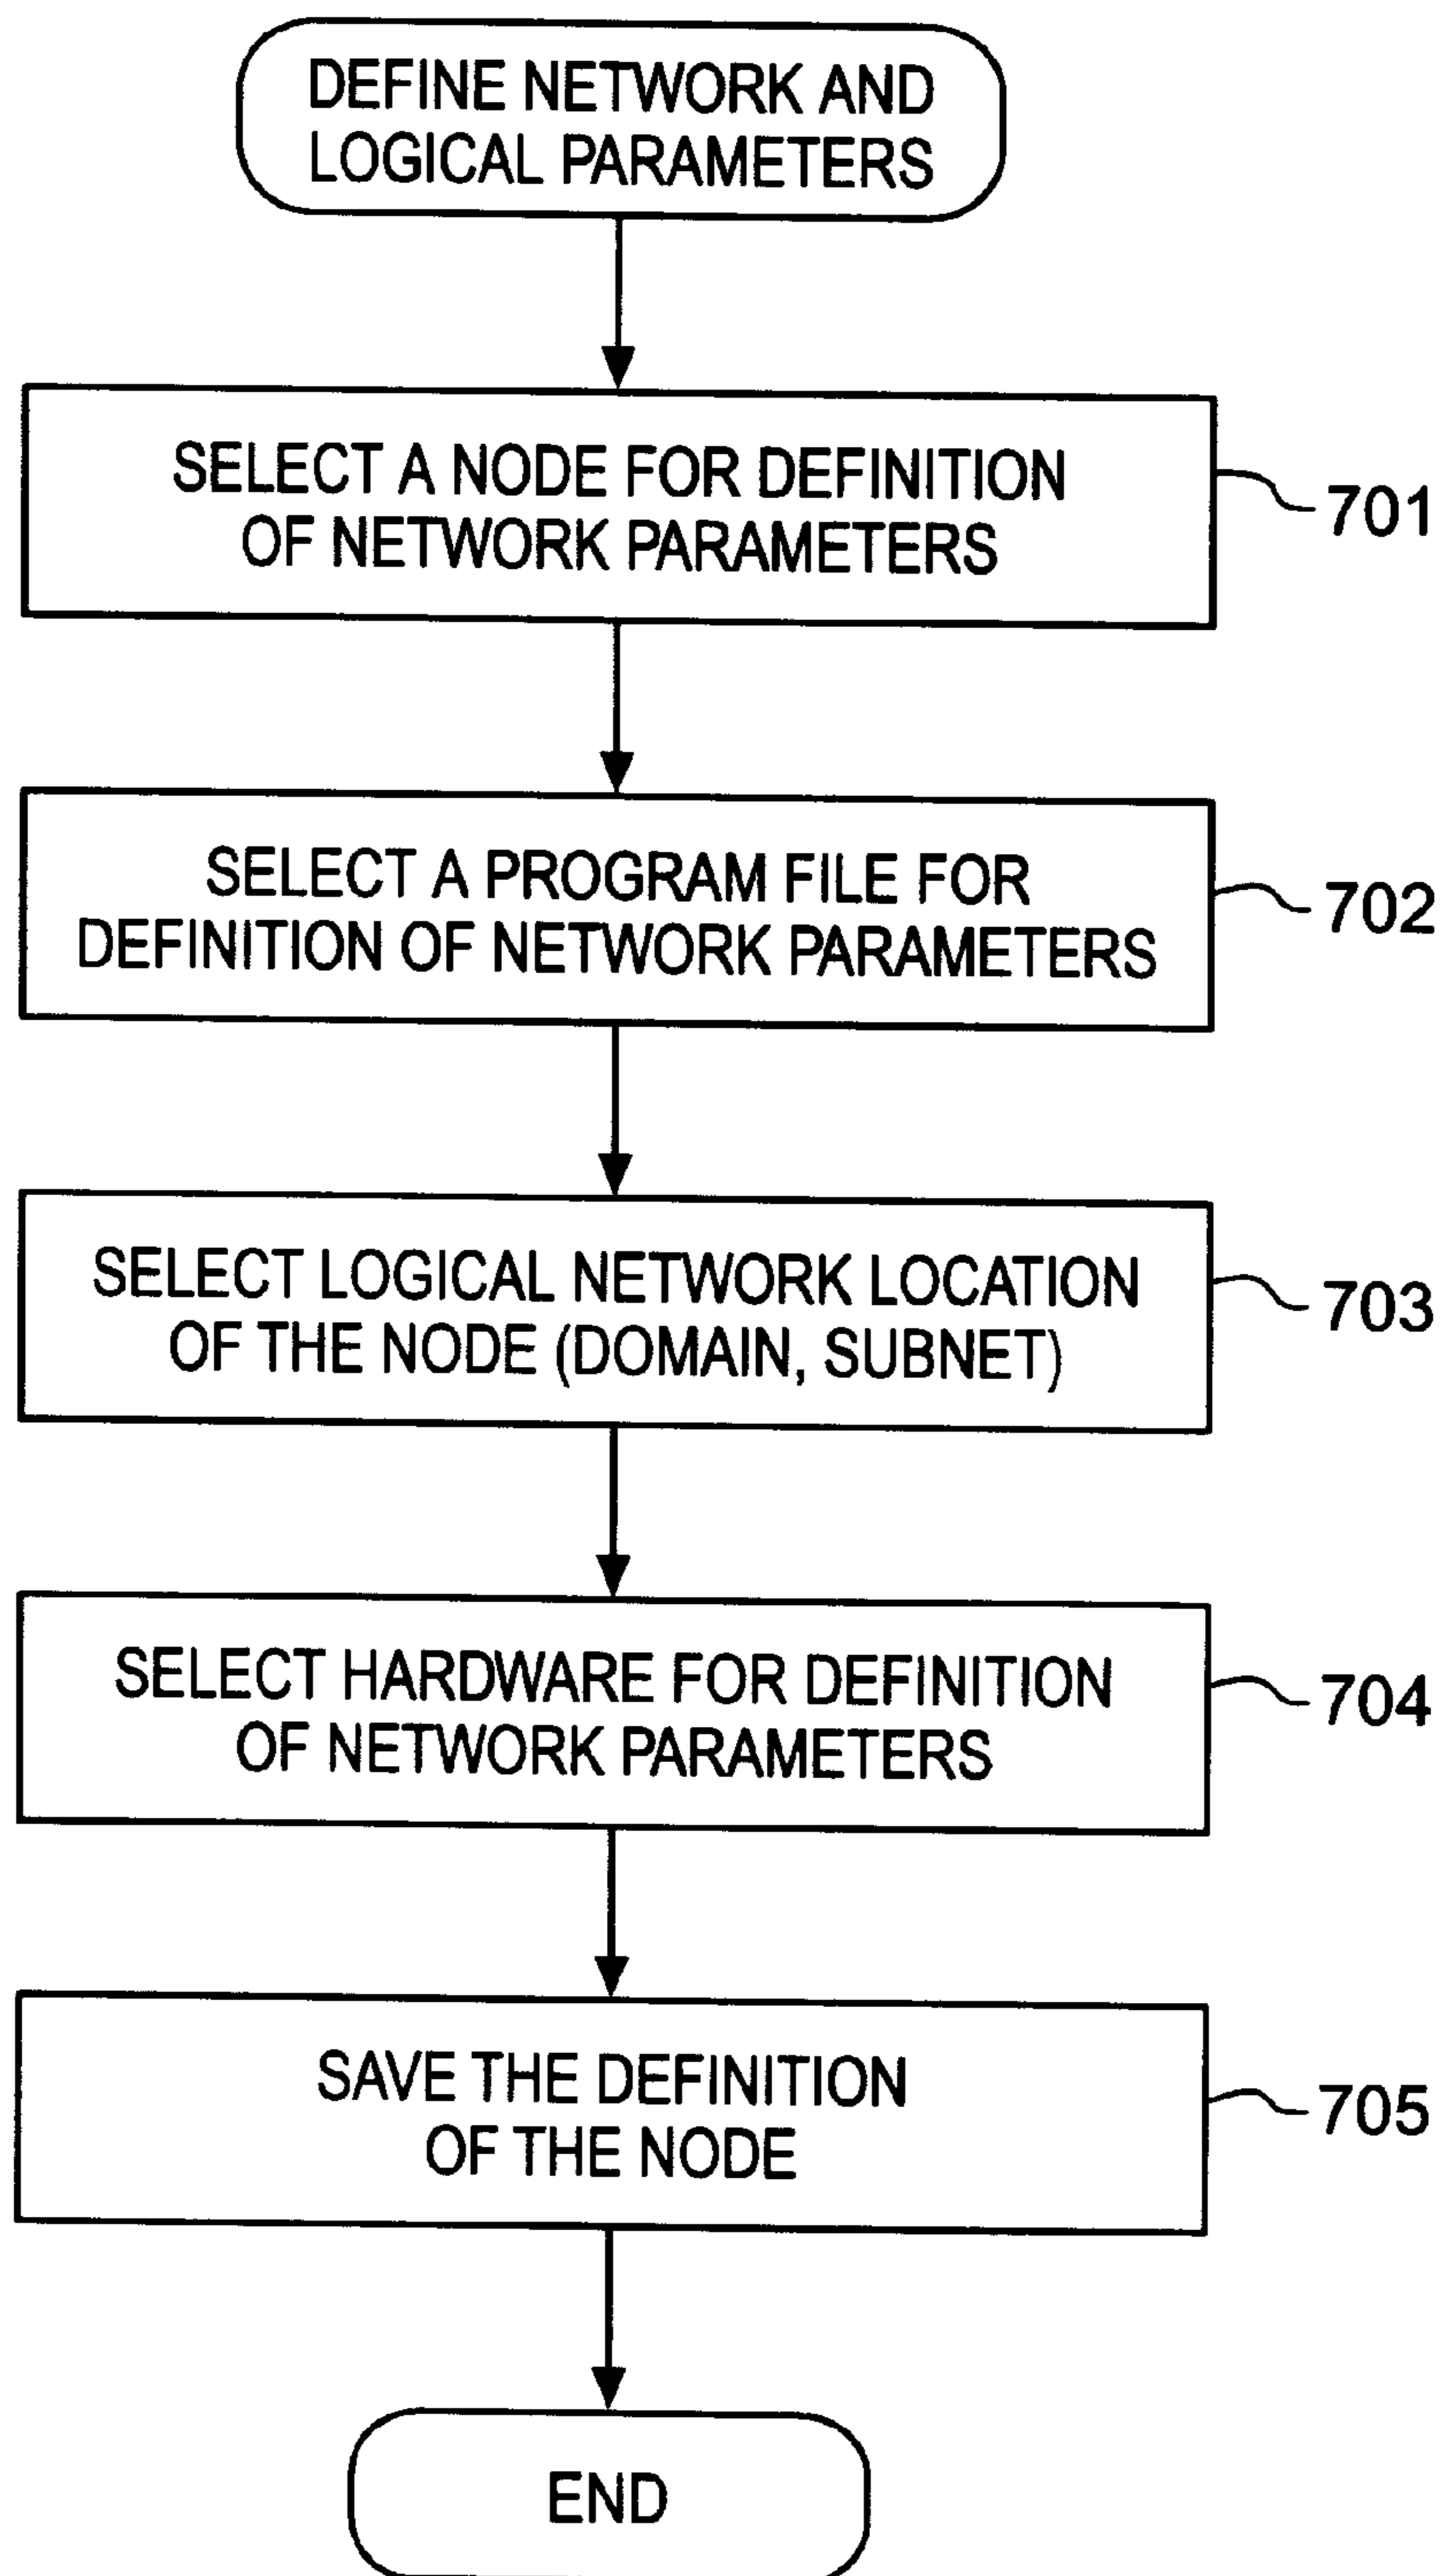 DEFINE NETWORK AND
LOGICAL PARAMETERS
SELECT A NODE FOR DEFINITION
OF NETWORK PARAMETERS
701
SELECT A PROGRAM FILE FOR
DEFINITION OF NETWORK PARAMETERS
702
SELECT LOGICAL NETWORK LOCATION
OF THE NODE (DOMAIN, SUBNET)
703
SELECT HARDWARE FOR DEFINITION
OF NETWORK PARAMETERS
704
SAVE THE DEFINITION
OF THE NODE
705
END